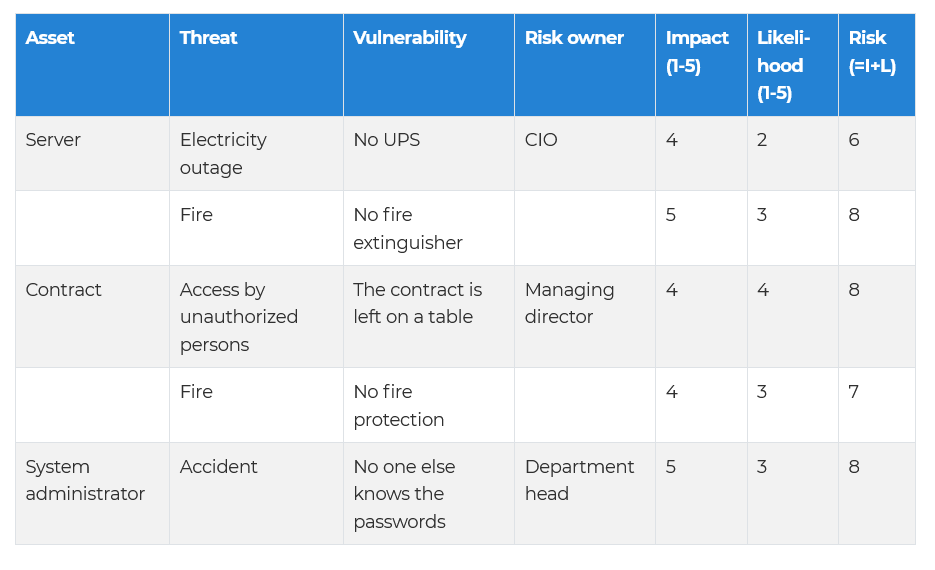 Asset Threat Vulnerability Risk owner Impact Likeli- Risk
(1-5) hood (=I+L)
(1-5)
Server Electricity No UPS CIO 4 2 6
outage
Fire No fire 5 3 8
extinguisher
Contract Access by The contract is Managing 4 4 8
unauthorized left on a table director
persons
Fire No fire 4 3 7
protection
System Accident No one else Department 5 3 8
administrator knows the head
passwords